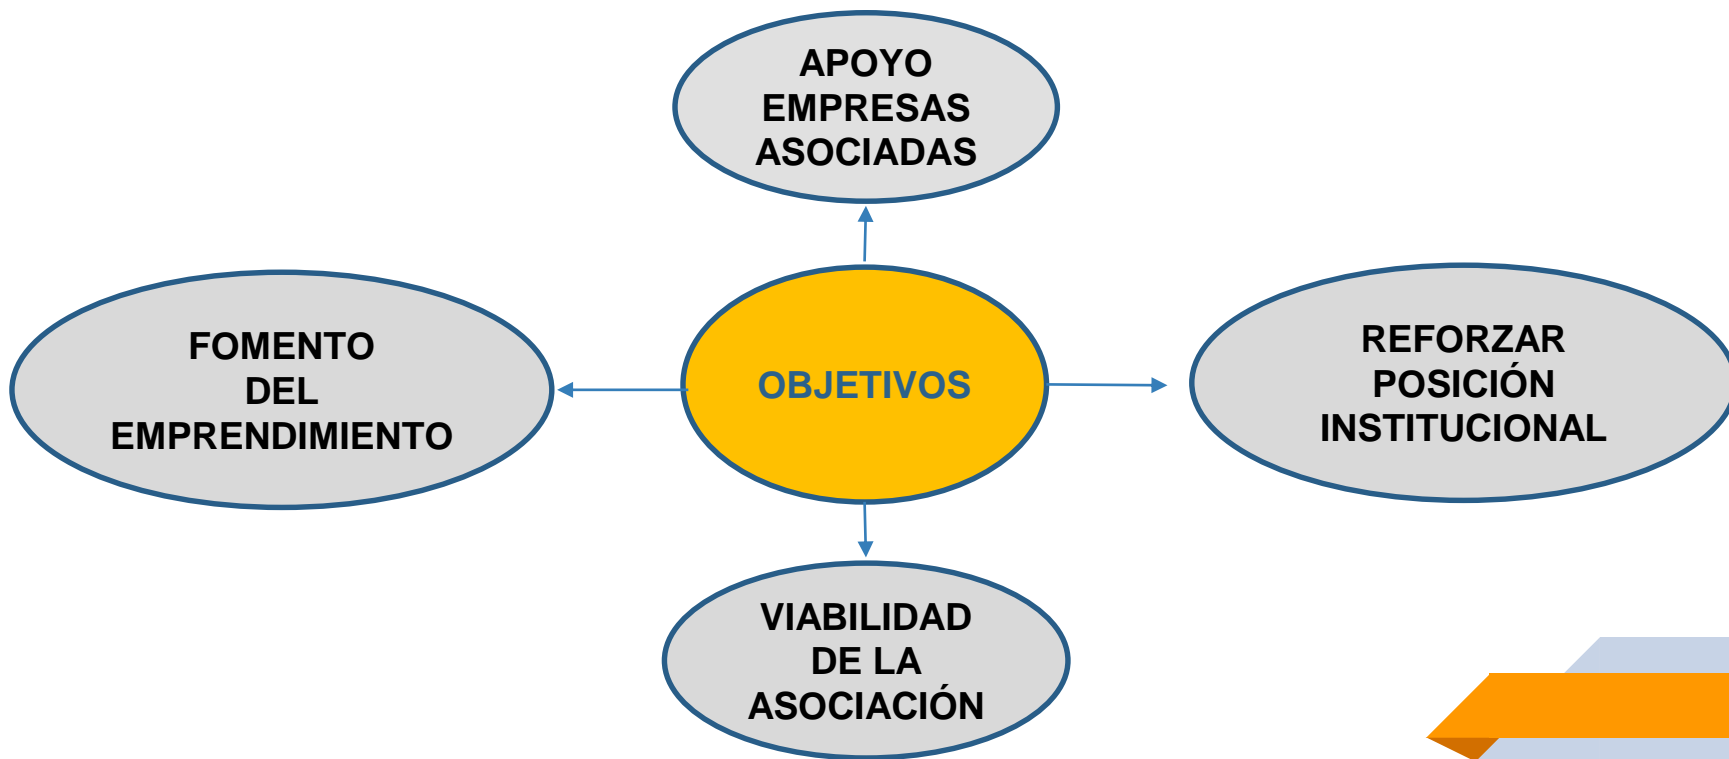 APOYO
EMPRESAS
ASOCIADAS
FOMENTO
DEL
EMPRENDIMIENTO
OBJETIVOS
REFORZAR
POSICIÓN
INSTITUCIONAL
VIABILIDAD
DE LA
ASOCIACIÓN